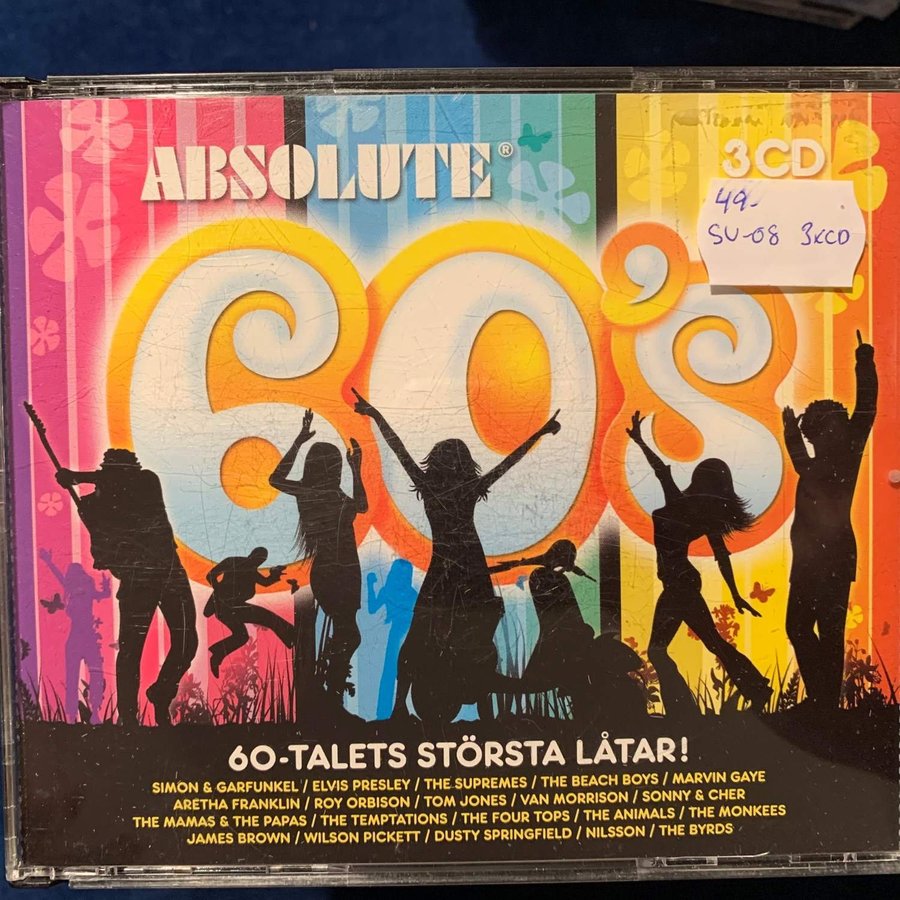 ABSOLUTE®
3CD
49-
SU-08 3xCD
60's
60-TALETS STÖRSTA LÅTAR!
SIMON & GARFUNKEL / ELVIS PRESLEY / THE SUPREMES / THE BEACH BOYS / MARVIN GAYE
ARETHA FRANKLIN / ROY ORBISON / TOM JONES / VAN MORRISON / SONNY & CHER
THE MAMAS & THE PAPAS / THE TEMPTATIONS / THE FOUR TOPS / THE ANIMALS / THE MONKEES
JAMES BROWN / WILSON PICKETT / DUSTY SPRINGFIELD / NILSSON / THE BYRDS